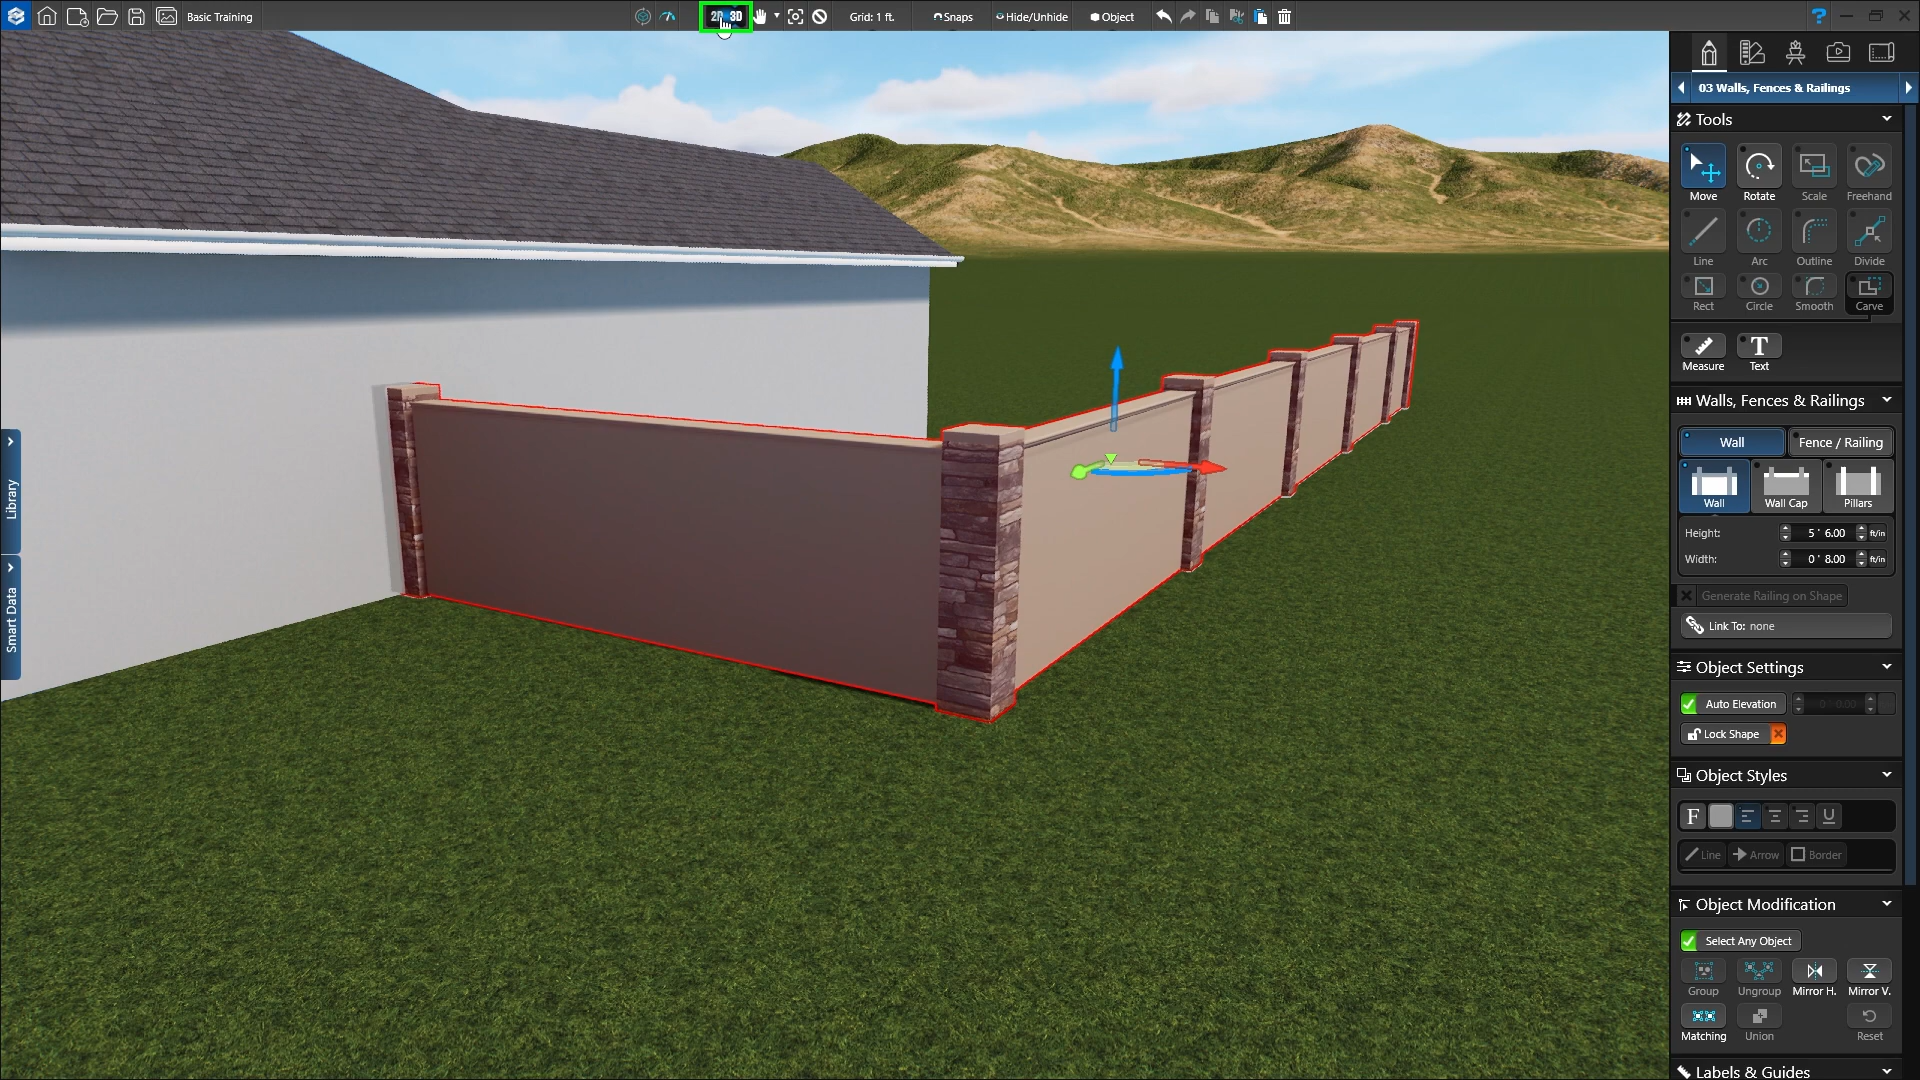 Basic Training
2D 3D
Grid: 1 ft.
Snaps
Hide/Unhide
Object
?
03 Walls, Fences & Railings
Tools
Move
Rotate
Scale
Freehand
Line
Arc
Outline
Divide
Rect
Circle
Smooth
Carve
Measure
T
Text
Walls, Fences & Railings
Wall
Fence / Railing
Wall
Wall Cap
Pillars
Height:
5 ' 6.00
ft/in
Width:
0 ' 8.00
ft/in
Generate Railing on Shape
Link To: none
Object Settings
Auto Elevation
0 ' 0.00
Lock Shape
Object Styles
F
U
Line
Arrow
Border
Object Modification
Select Any Object
Group
Ungroup
Mirror H.
Mirror V.
Matching
Union
Reset
Labels & Guides
Library
Smart Data